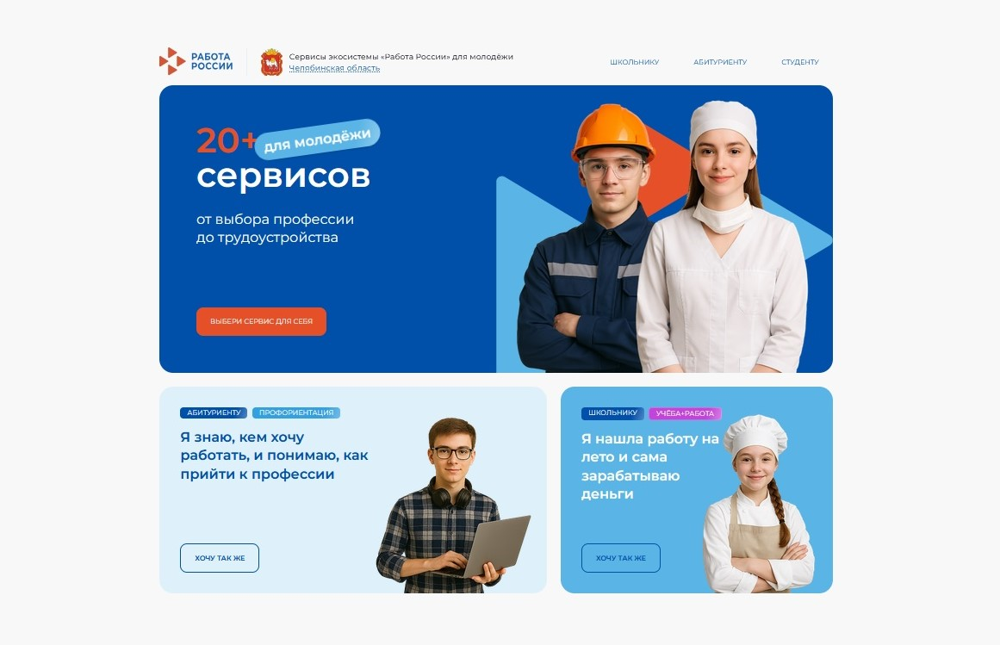 РАБОТА
РОССИИ
Сервисы экосистемы «Работа России» для молодёжи
Челябинская область
ШКОЛЬНИКУ
АБИТУРИЕНТУ
СТУДЕНТУ
20+ для молодёжи
сервисов
от выбора профессии
до трудоустройства
ВЫБЕРИ СЕРВИС ДЛЯ СЕБЯ
АБИТУРИЕНТУ ПРОФОРИЕНТАЦИЯ
Я знаю, кем хочу
работать, и понимаю, как
прийти к профессии
ХОЧУ ТАК ЖЕ
ШКОЛЬНИКУ УЧЁБА+РАБОТА
Я нашла работу на
лето и сама
зарабатываю
деньги
ХОЧУ ТАК ЖЕ